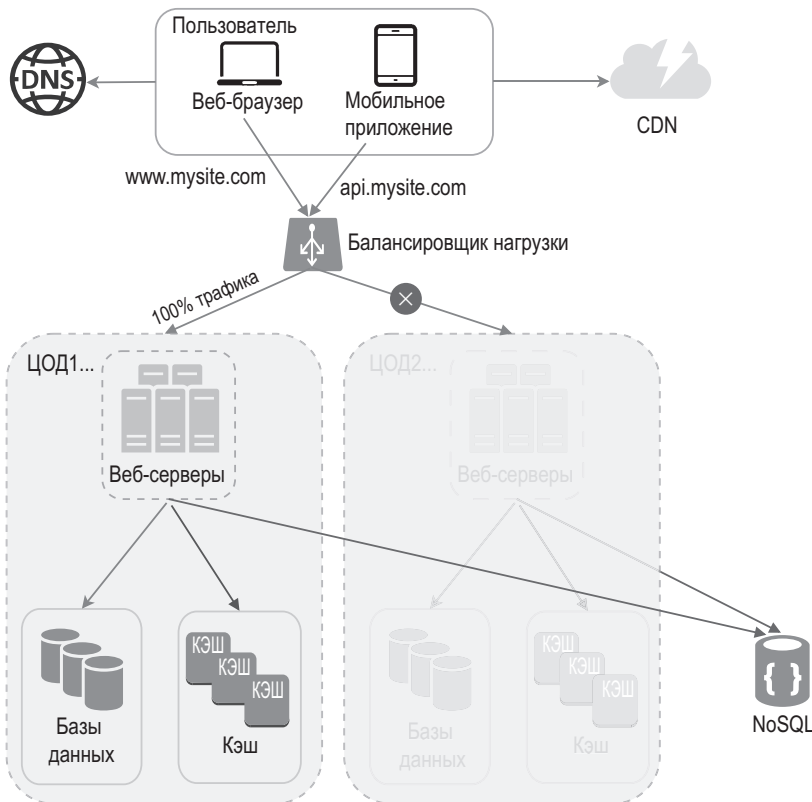 Пользователь
DNS
Веб-браузер
Мобильное
приложение
CDN
www.mysite.com
api.mysite.com
Балансировщик нагрузки
100% трафика
ЦОД1...
ЦОД2...
Веб-серверы
Веб-серверы
КЭШ
КЭШ
КЭШ
КЭШ
КЭШ
КЭШ
{ }
Базы
данных
Кэш
Базы
данных
Кэш
NoSQL